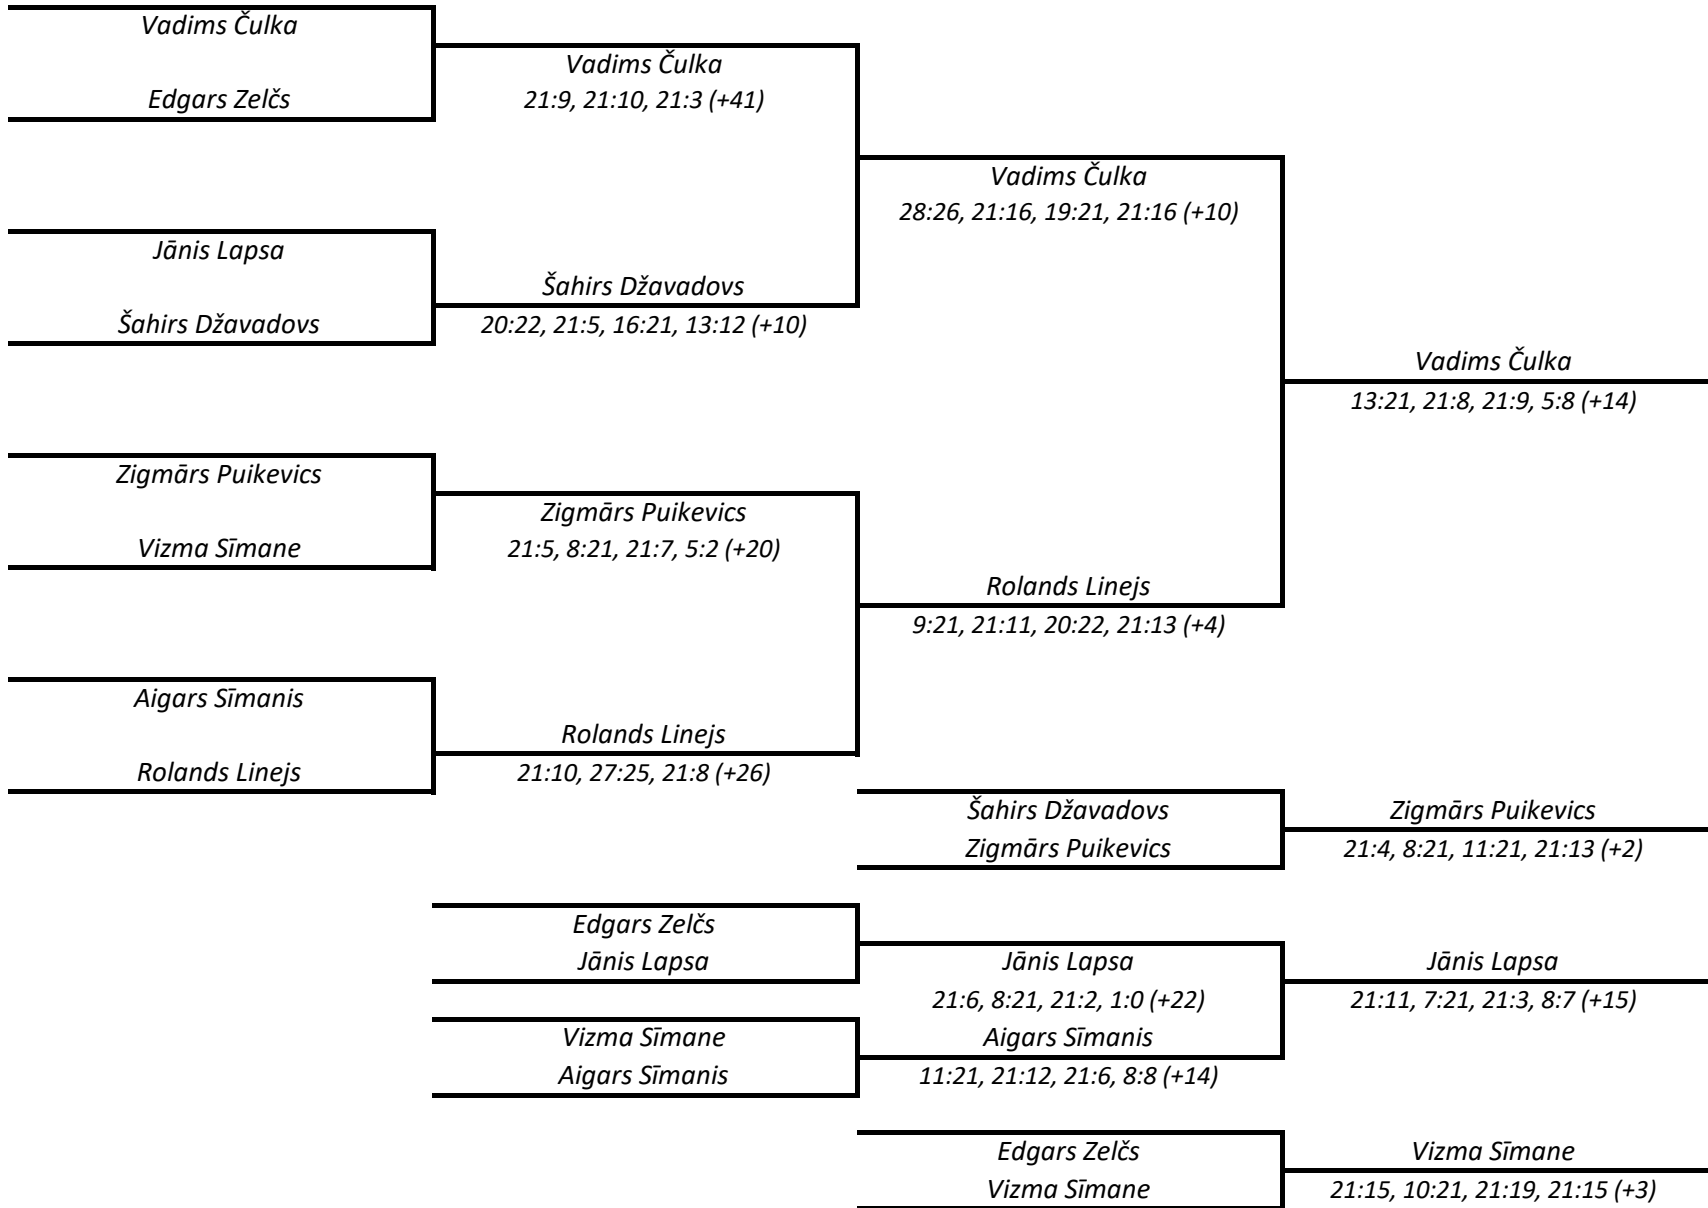 Vadims Čulka
Edgars Zelčs
Vadims Čulka
21:9, 21:10, 21:3 (+41)
Vadims Čulka
28:26, 21:16, 19:21, 21:16 (+10)
Jānis Lapsa
Šahirs Džavadovs
Šahirs Džavadovs
20:22, 21:5, 16:21, 13:12 (+10)
Vadims Čulka
13:21, 21:8, 21:9, 5:8 (+14)
Zigmārs Puikevics
Vizma Sīmane
Zigmārs Puikevics
21:5, 8:21, 21:7, 5:2 (+20)
Rolands Linejs
9:21, 21:11, 20:22, 21:13 (+4)
Aigars Sīmanis
Rolands Linejs
Rolands Linejs
21:10, 27:25, 21:8 (+26)
Šahirs Džavadovs
Zigmārs Puikevics
Zigmārs Puikevics
21:4, 8:21, 11:21, 21:13 (+2)
Edgars Zelčs
Jānis Lapsa
Jānis Lapsa
21:6, 8:21, 21:2, 1:0 (+22)
Jānis Lapsa
21:11, 7:21, 21:3, 8:7 (+15)
Vizma Sīmane
Aigars Sīmanis
Aigars Sīmanis
11:21, 21:12, 21:6, 8:8 (+14)
Edgars Zelčs
Vizma Sīmane
Vizma Sīmane
21:15, 10:21, 21:19, 21:15 (+3)